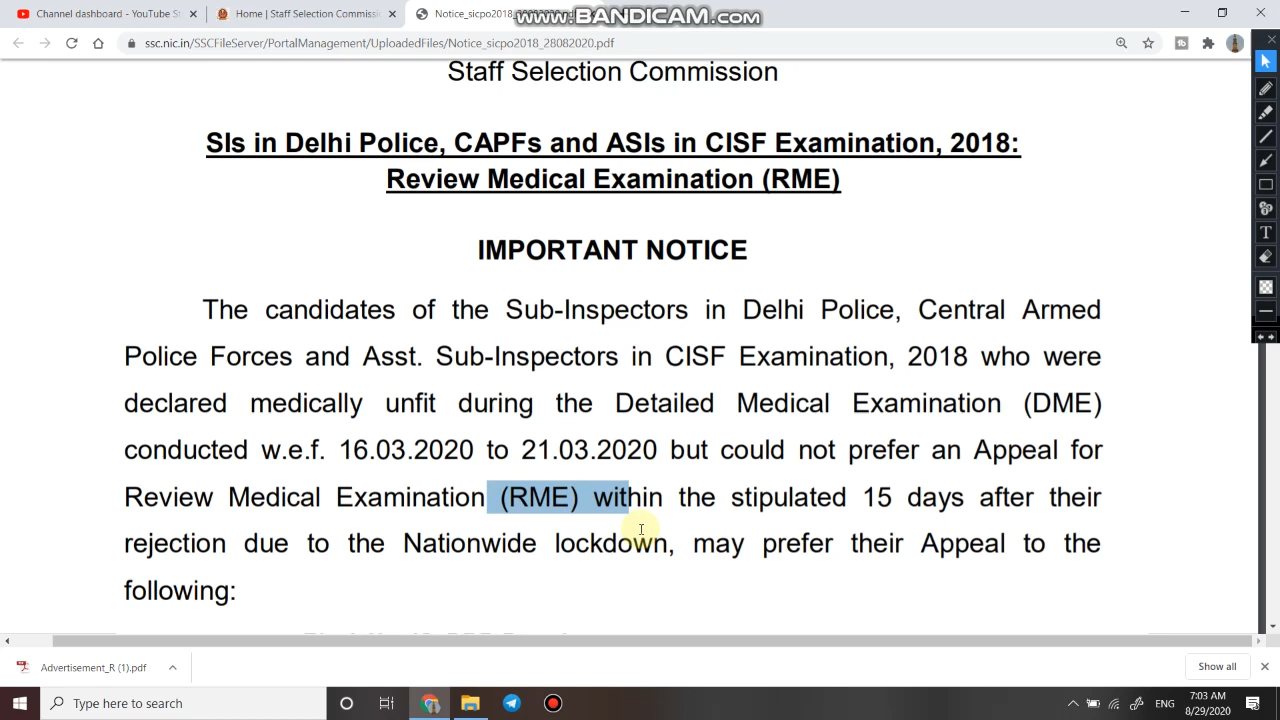 Channel dashboard - YouTube St
Home | Staff Selection Commissio
Notice_sicpo2018_
www.BANDICAM.com
ssc.nic.in/SSCFileServer/PortalManagement/UploadedFiles/Notice_sicpo2018_28082020.pdf
Staff Selection Commission
SIs in Delhi Police, CAPFs and ASIs in CISF Examination, 2018:
Review Medical Examination (RME)
IMPORTANT NOTICE
The candidates of the Sub-Inspectors in Delhi Police, Central Armed
Police Forces and Asst. Sub-Inspectors in CISF Examination, 2018 who were
declared medically unfit during the Detailed Medical Examination (DME)
conducted w.e.f. 16.03.2020 to 21.03.2020 but could not prefer an Appeal for
Review Medical Examination (RME) within the stipulated 15 days after their
rejection due to the Nationwide lockdown, may prefer their Appeal to the
following:
Advertisement_R (1).pdf
Show all
Type here to search
ENG
7:03 AM
8/29/2020